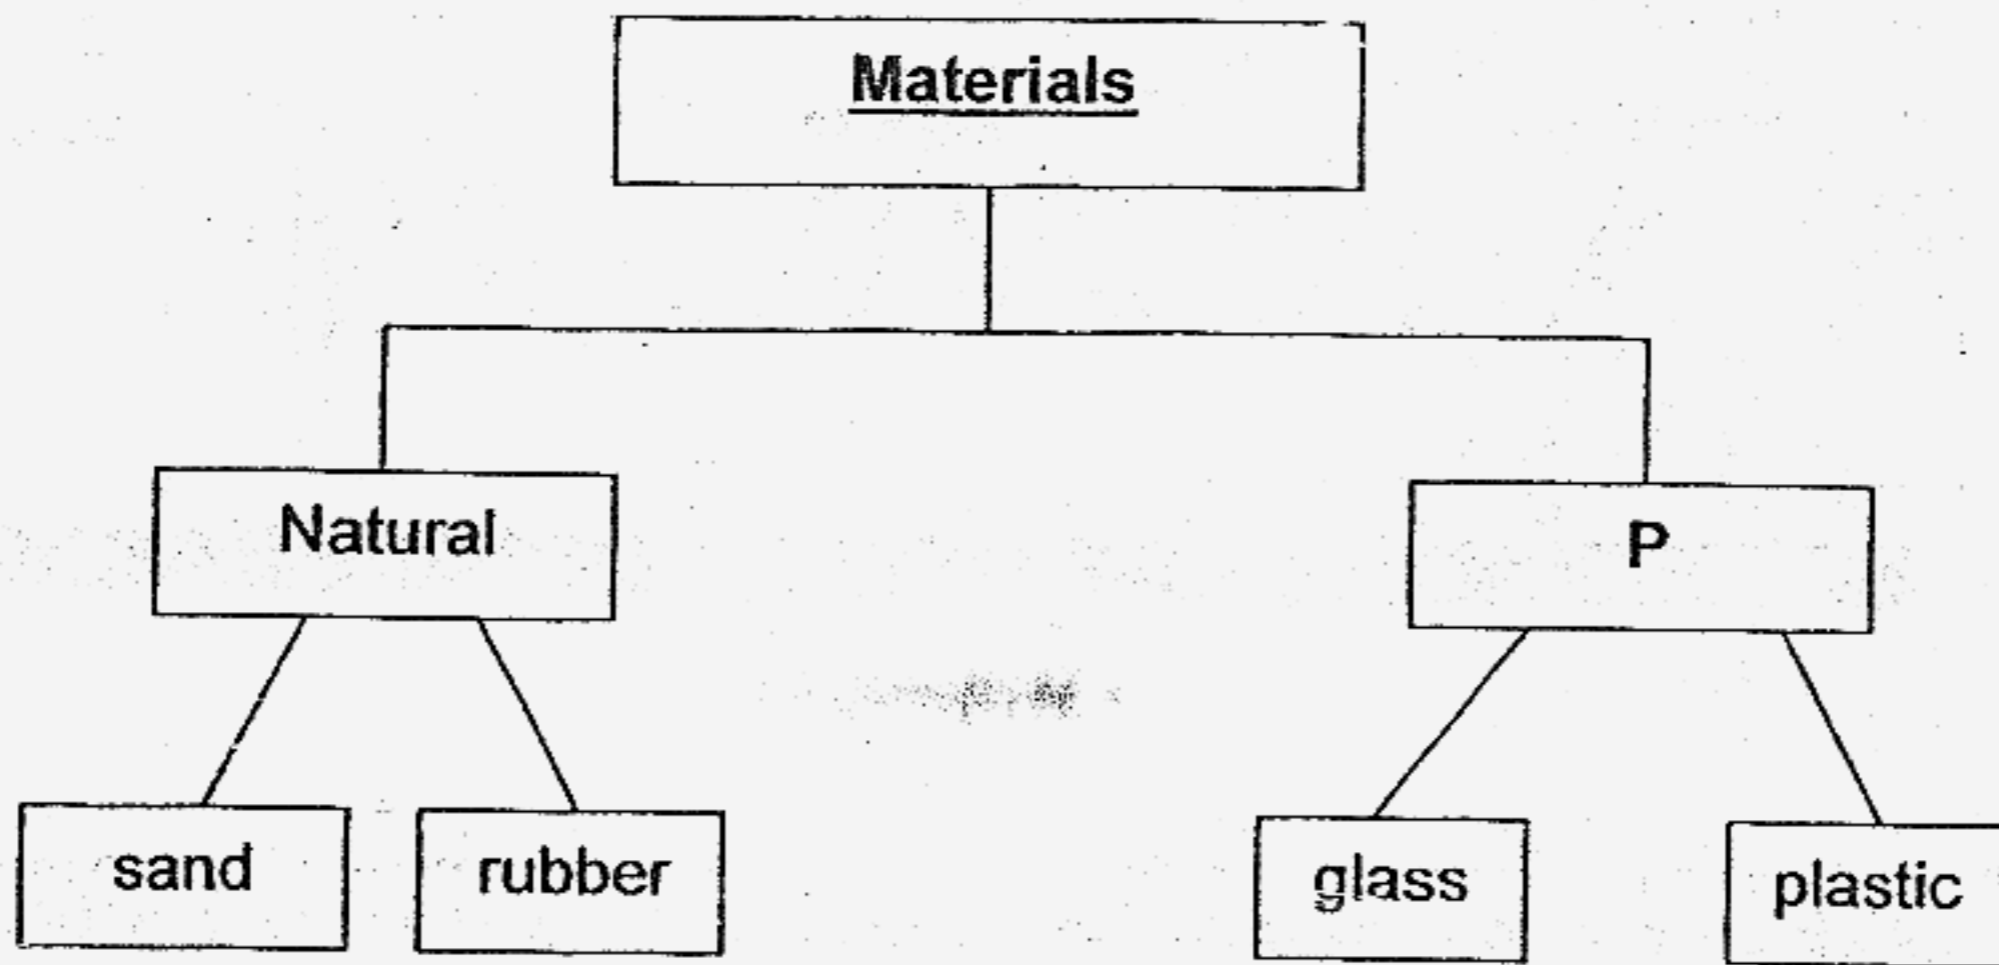 Materials
Natural
P
sand
rubber
glass
plastic